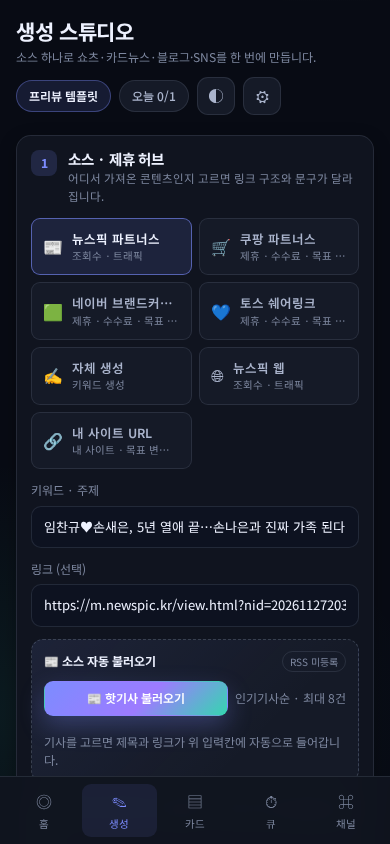 생성 스튜디오
소스 하나로 쇼츠·카드뉴스·블로그·SNS를 한 번에 만듭니다.
프리뷰 템플릿
오늘 0/1
1
소스 · 제휴 허브
어디서 가져온 콘텐츠인지 고르면 링크 구조와 문구가 달라
집니다.
뉴스픽 파트너스
조회수 · 트래픽
쿠팡 파트너스
제휴 · 수수료 · 목표 …
네이버 브랜드커…
제휴 · 수수료 · 목표 …
토스 쉐어링크
제휴 · 수수료 · 목표 …
자체 생성
키워드 생성
뉴스픽 웹
조회수 · 트래픽
내 사이트 URL
내 사이트 · 목표 변…
키워드 · 주제
임찬규♥손새은, 5년 열애 끝…손나은과 진짜 가족 된다
링크 (선택)
https://m.newspic.kr/view.html?nid=20261127203
소스 자동 불러오기
RSS 미등록
핫기사 불러오기
인기기사순 · 최대 8건
기사를 고르면 제목과 링크가 위 입력칸에 자동으로 들어갑니
다.
홈
생성
카드
큐
채널